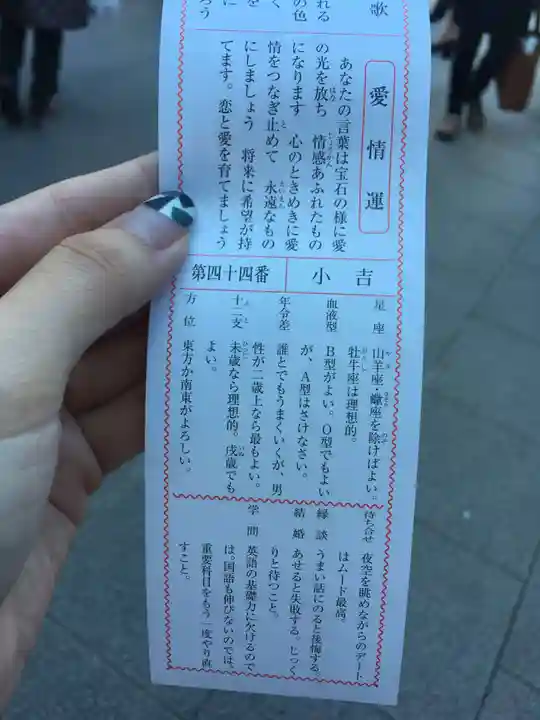 歌
れる
の色
く
を
に
ろう
愛情運
あなたの言葉は宝石の様に愛
の光を放ち 情感あふれたもの
になります 心のときめきに愛
情をつなぎ止めて 永遠なもの
にしましょう 将来に希望が持
てます。恋と愛を育てましょう
小吉
第四十四番
星座
山羊座・蠍座を除けばよい。
牡牛座は理想的。
血液型
B型がよい。O型でもよい
が、A型はさけなさい。
年令差
誰とでもうまくいくが、男
性が二歳上なら最もよい。
十二支
未歳なら理想的。戌歳でも
よい。
方位
東方か南東がよろしい。
待ち合せ
夜空を眺めながらのデート
はムード最高。
縁談
うまい話にのると後悔する
結婚
あせると失敗する。じっく
りと待つこと。
学問
英語の基礎力に欠けるので
は。国語も伸びないのでは。
重要科目をもう一度やり直
すこと。